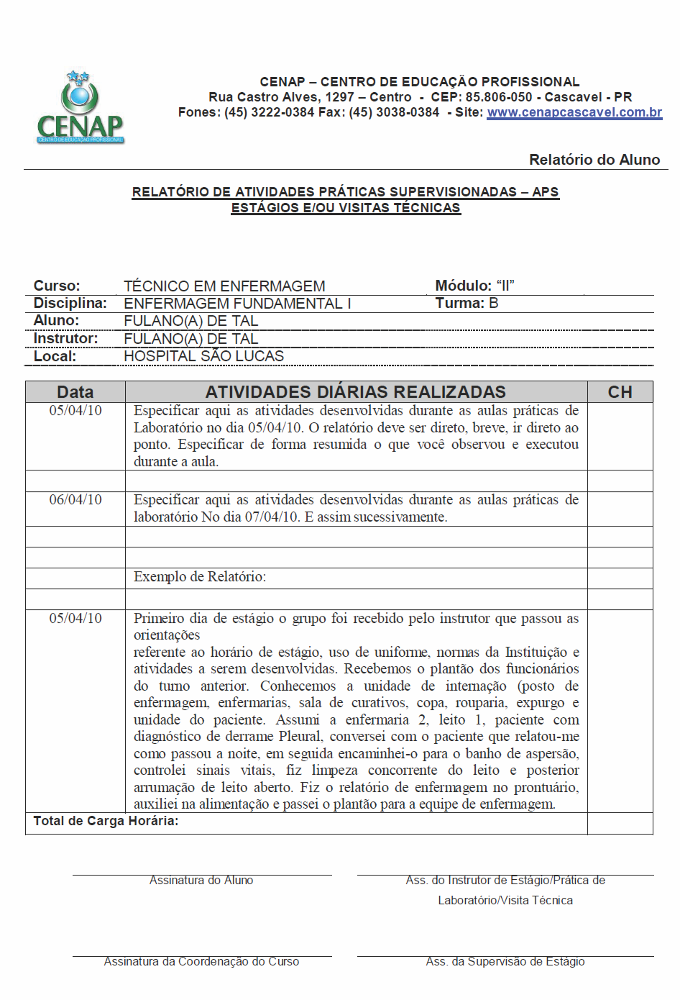 CENAP
CENTRO DE EDUCAÇÃO PROFISSIONAL
CENAP – CENTRO DE EDUCAÇÃO PROFISSIONAL
Rua Castro Alves, 1297 – Centro - CEP: 85.806-050 - Cascavel - PR
Fones: (45) 3222-0384 Fax: (45) 3038-0384 - Site: www.cenapcascavel.com.br
Relatório do Aluno
RELATÓRIO DE ATIVIDADES PRÁTICAS SUPERVISIONADAS – APS
ESTÁGIOS E/OU VISITAS TÉCNICAS
Curso: TÉCNICO EM ENFERMAGEM Módulo: “II”
Disciplina: ENFERMAGEM FUNDAMENTAL I Turma: B
Aluno: FULANO(A) DE TAL
Instrutor: FULANO(A) DE TAL
Local: HOSPITAL SÃO LUCAS
Data ATIVIDADES DIÁRIAS REALIZADAS CH
05/04/10 Especificar aqui as atividades desenvolvidas durante as aulas práticas de
Laboratório no dia 05/04/10. O relatório deve ser direto, breve, ir direto ao
ponto. Especificar de forma resumida o que você observou e executou
durante a aula.
06/04/10 Especificar aqui as atividades desenvolvidas durante as aulas práticas de
laboratório No dia 07/04/10. E assim sucessivamente.
Exemplo de Relatório:
05/04/10 Primeiro dia de estágio o grupo foi recebido pelo instrutor que passou as
orientações
referente ao horário de estágio, uso de uniforme, normas da Instituição e
atividades a serem desenvolvidas. Recebemos o plantão dos funcionários
do turno anterior. Conhecemos a unidade de internação (posto de
enfermagem, enfermarias, sala de curativos, copa, rouparia, expurgo e
unidade do paciente. Assumi a enfermaria 2, leito 1, paciente com
diagnóstico de derrame Pleural, conversei com o paciente que relatou-me
como passou a noite, em seguida encaminhei-o para o banho de aspersão,
controlei sinais vitais, fiz limpeza concorrente do leito e posterior
arrumação de leito aberto. Fiz o relatório de enfermagem no prontuário,
auxiliei na alimentação e passei o plantão para a equipe de enfermagem.
Total de Carga Horária:
Assinatura do Aluno Ass. do Instrutor de Estágio/Prática de
Laboratório/Visita Técnica
Assinatura da Coordenação do Curso Ass. da Supervisão de Estágio